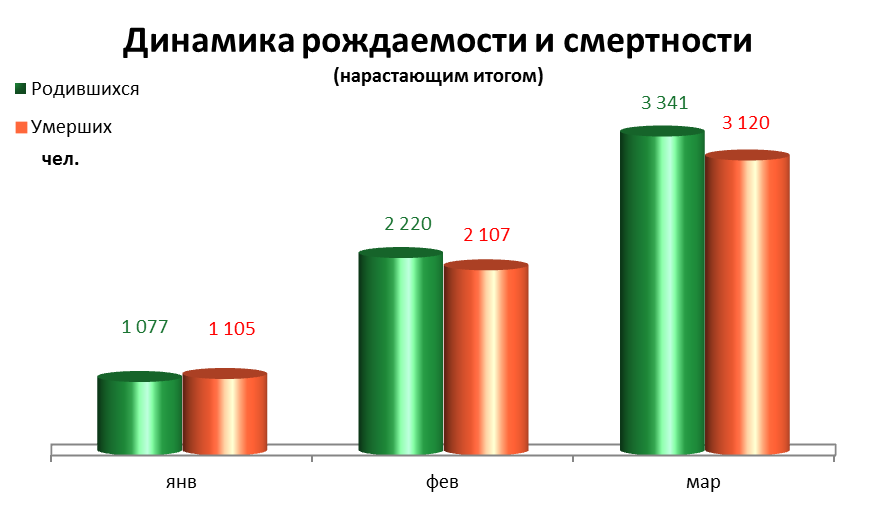 Динамика рождаемости и смертности
(нарастающим итогом)
Родившихся
Умерших
чел.
3 341
3 120
2 220
2 107
1 077
1 105
янв
фев
мар